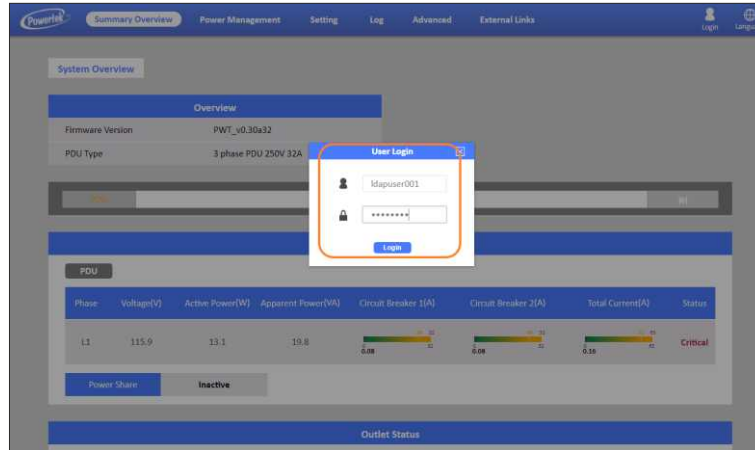 Powertek
Summary Overview Power Management Setting Log Advanced External Links Login
System Overview
Overview
Firmware Version PWT_v0.30a32
PDU Type 3 phase PDU 250V 32A
User Login
ldapuser001
Login
PDU
Phase Voltage(V) Active Power(W) Apparent Power(VA) Circuit Breaker 1(A) Circuit Breaker 2(A) Total Current(A) Status
L1 115.9 13.1 19.8 0.08 0.08 0.16 Critical
Power Share Inactive
Outlet Status